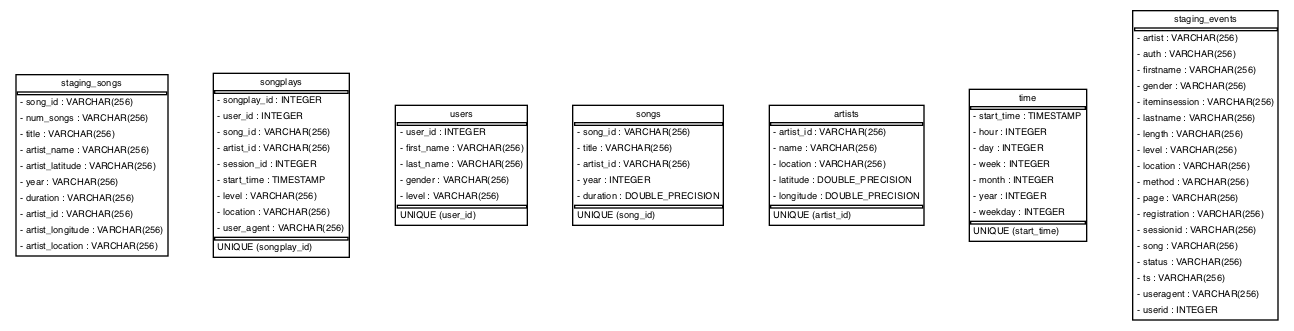 staging_songs
- song_id : VARCHAR(256)
- num_songs : VARCHAR(256)
- title : VARCHAR(256)
- artist_name : VARCHAR(256)
- artist_latitude : VARCHAR(256)
- year : VARCHAR(256)
- duration : VARCHAR(256)
- artist_id : VARCHAR(256)
- artist_longitude : VARCHAR(256)
- artist_location : VARCHAR(256)
songplays
- songplay_id : INTEGER
- user_id : INTEGER
- song_id : VARCHAR(256)
- artist_id : VARCHAR(256)
- session_id : INTEGER
- start_time : TIMESTAMP
- level : VARCHAR(256)
- location : VARCHAR(256)
- user_agent : VARCHAR(256)
UNIQUE (songplay_id)
users
- user_id : INTEGER
- first_name : VARCHAR(256)
- last_name : VARCHAR(256)
- gender : VARCHAR(256)
- level : VARCHAR(256)
UNIQUE (user_id)
songs
- song_id : VARCHAR(256)
- title : VARCHAR(256)
- artist_id : VARCHAR(256)
- year : INTEGER
- duration : DOUBLE_PRECISION
UNIQUE (song_id)
artists
- artist_id : VARCHAR(256)
- name : VARCHAR(256)
- location : VARCHAR(256)
- latitude : DOUBLE_PRECISION
- longitude : DOUBLE_PRECISION
UNIQUE (artist_id)
time
- start_time : TIMESTAMP
- hour : INTEGER
- day : INTEGER
- week : INTEGER
- month : INTEGER
- year : INTEGER
- weekday : INTEGER
UNIQUE (start_time)
staging_events
- artist : VARCHAR(256)
- auth : VARCHAR(256)
- firstname : VARCHAR(256)
- gender : VARCHAR(256)
- iteminsession : VARCHAR(256)
- lastname : VARCHAR(256)
- length : VARCHAR(256)
- level : VARCHAR(256)
- location : VARCHAR(256)
- method : VARCHAR(256)
- page : VARCHAR(256)
- registration : VARCHAR(256)
- sessionid : VARCHAR(256)
- song : VARCHAR(256)
- status : VARCHAR(256)
- ts : VARCHAR(256)
- useragent : VARCHAR(256)
- userid : INTEGER